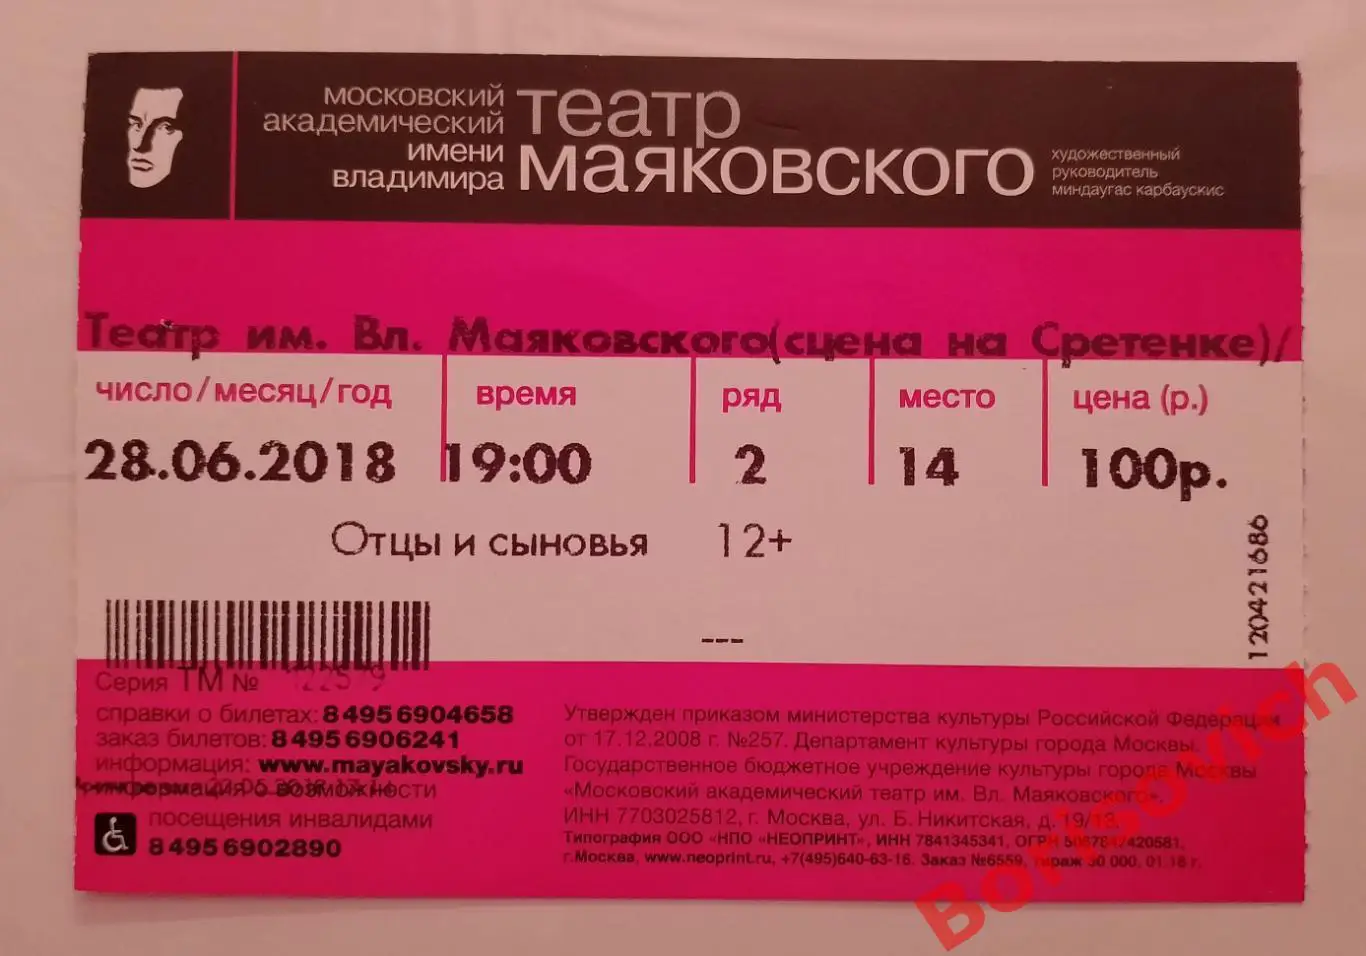 московский
академический
имени
владимира
театр
маяковского
художественный
руководитель
миндаугас карбаускис
Театр им. Вл. Маяковского(сцена на Сретенке)/
число/месяц/год время ряд место цена (р.)
28.06.2018 19:00 2 14 100р.
Отцы и сыновья 12+
---
120421686
Серия ТМ №
справки о билетах: 8 495 6904658
заказ билетов: 8 495 6906241
информация: www.mayakovsky.ru
информация о возможности
посещения инвалидами
8 495 6902890
Утвержден приказом министерства культуры Российской Федерации
от 17.12.2008 г. №257. Департамент культуры города Москвы.
Государственное бюджетное учреждение культуры города Москвы
«Московский академический театр им. Вл. Маяковского».
ИНН 7703025812, г. Москва, ул. Б. Никитская, д. 19/13.
Типография ООО «НПО «НЕОПРИНТ», ИНН 7841345341, ОГРН 5067847420581,
г.Москва, www.neoprint.ru, +7(495)640-63-16. Заказ №6559, тираж 30 000, 01.18 г.
Borisovich